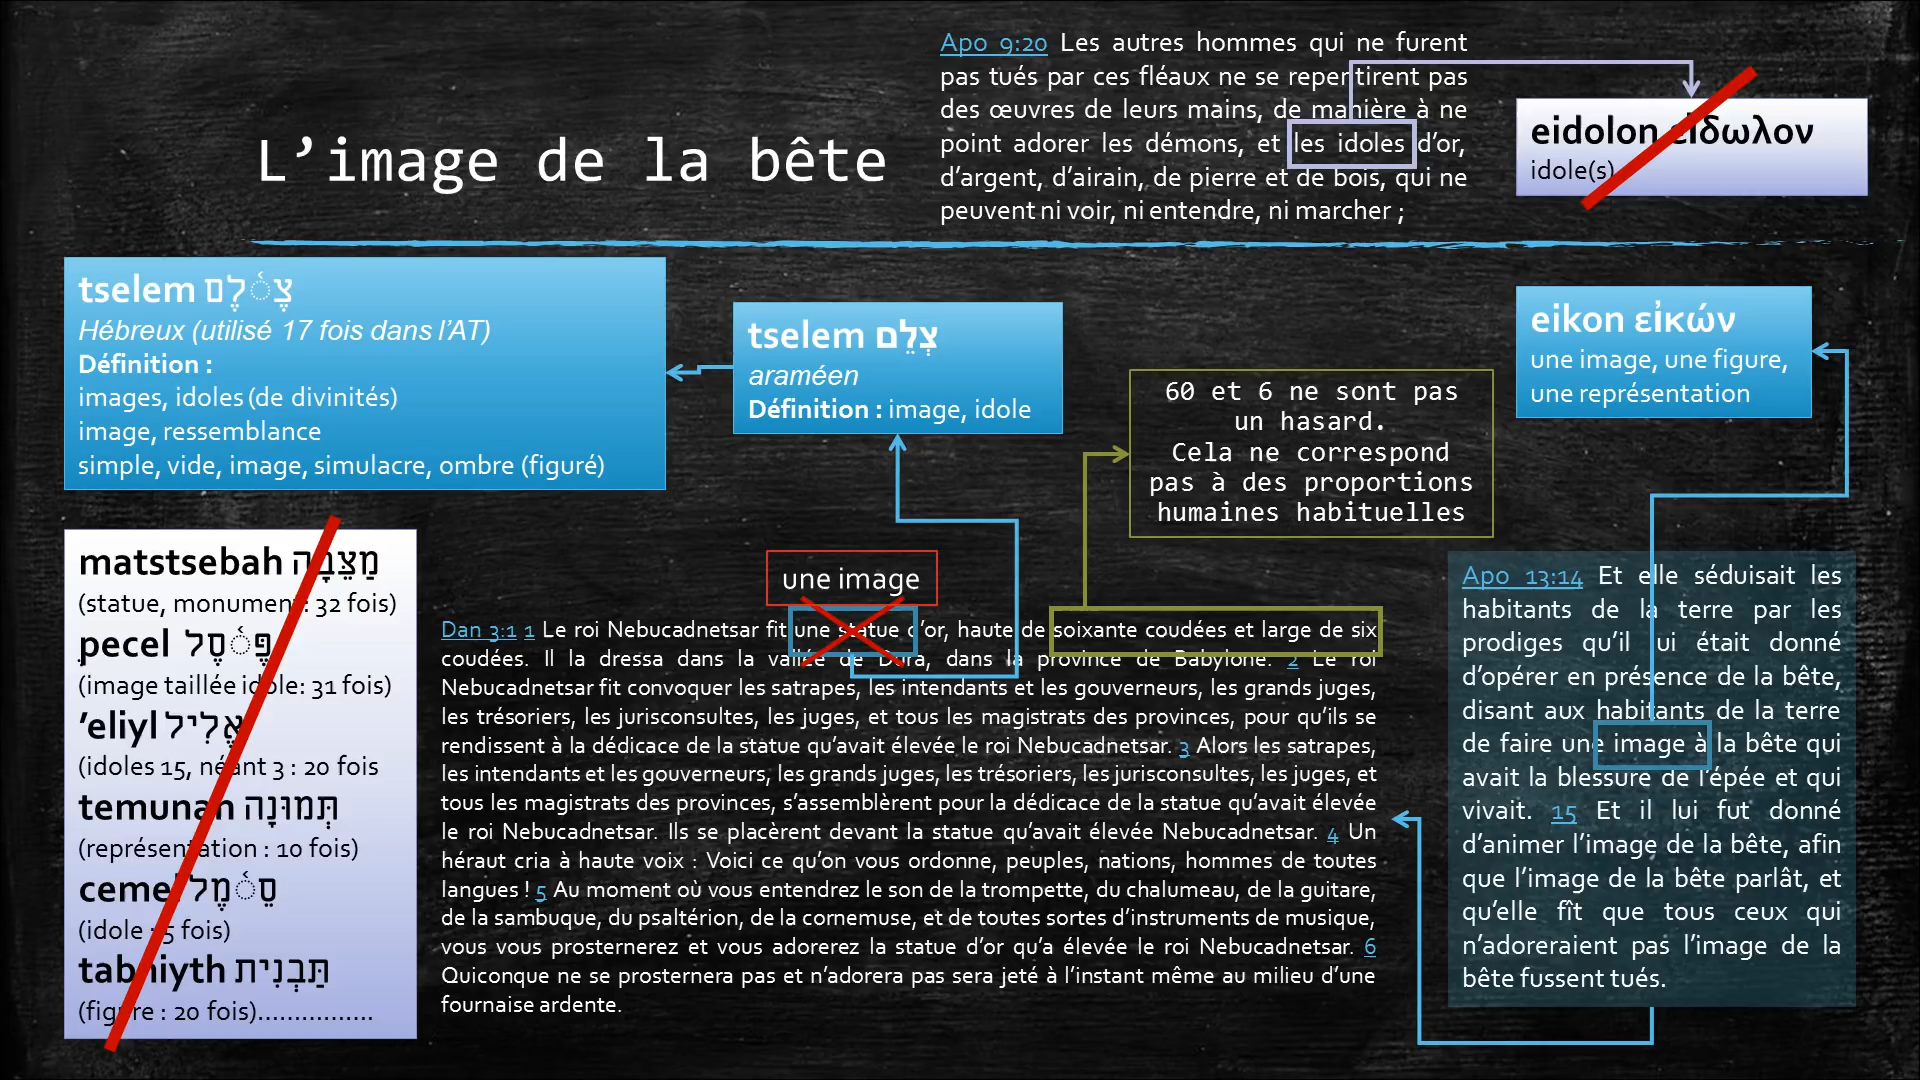 L’image de la bête
Apo 9:20 Les autres hommes qui ne furent
pas tués par ces fléaux ne se repentirent pas
des œuvres de leurs mains, de manière à ne
point adorer les démons, et les idoles d’or,
d’argent, d’airain, de pierre et de bois, qui ne
peuvent ni voir, ni entendre, ni marcher ;
eidolon εἴδωλον
idole(s)
tselem צֶ֫לֶם
Hébreux (utilisé 17 fois dans l’AT)
Définition :
images, idoles (de divinités)
image, ressemblance
simple, vide, image, simulacre, ombre (figuré)
tselem צְלֵם
araméen
Définition : image, idole
60 et 6 ne sont pas
un hasard.
Cela ne correspond
pas à des proportions
humaines habituelles
eikon εἰκών
une image, une figure,
une représentation
matstsebah מַצֵּבָה
(statue, monument: 32 fois)
pecel פֶּ֫סֶל
(image taillée idole: 31 fois)
’eliyl אֱלִיל
(idoles 15, néant 3 : 20 fois
temunah תְּמוּנָה
(représentation : 10 fois)
cemel סֵ֫מֶל
(idole : 5 fois)
tabniyth תַּבְנִית
(figure : 20 fois)................
une image
Dan 3:1 1 Le roi Nebucadnetsar fit une statue d’or, haute de soixante coudées et large de six
coudées. Il la dressa dans la vallée de Dura, dans la province de Babylone. 2 Le roi
Nebucadnetsar fit convoquer les satrapes, les intendants et les gouverneurs, les grands juges,
les trésoriers, les jurisconsultes, les juges, et tous les magistrats des provinces, pour qu’ils se
rendissent à la dédicace de la statue qu’avait élevée le roi Nebucadnetsar. 3 Alors les satrapes,
les intendants et les gouverneurs, les grands juges, les trésoriers, les jurisconsultes, les juges, et
tous les magistrats des provinces, s’assemblèrent pour la dédicace de la statue qu’avait élevée
le roi Nebucadnetsar. Ils se placèrent devant la statue qu’avait élevée Nebucadnetsar. 4 Un
héraut cria à haute voix : Voici ce qu’on vous ordonne, peuples, nations, hommes de toutes
langues ! 5 Au moment où vous entendrez le son de la trompette, du chalumeau, de la guitare,
de la sambuque, du psaltérion, de la cornemuse, et de toutes sortes d’instruments de musique,
vous vous prosternerez et vous adorerez la statue d’or qu’a élevée le roi Nebucadnetsar. 6
Quiconque ne se prosternera pas et n’adorera pas sera jeté à l’instant même au milieu d’une
fournaise ardente.
Apo 13:14 Et elle séduisait les
habitants de la terre par les
prodiges qu’il lui était donné
d’opérer en présence de la bête,
disant aux habitants de la terre
de faire une image à la bête qui
avait la blessure de l’épée et qui
vivait. 15 Et il lui fut donné
d’animer l’image de la bête, afin
que l’image de la bête parlât, et
qu’elle fît que tous ceux qui
n’adoreraient pas l’image de la
bête fussent tués.